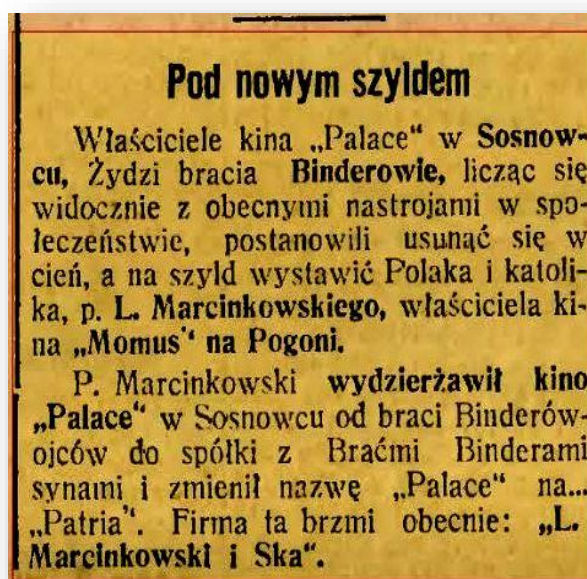 Pod nowym szyldem
Właściciele kina „Palace" w Sosnow-
cu, Żydzi bracia Binderowie, licząc się
widocznie z obecnymi nastrojami w spo-
łeczeństwie, postanowili usunąć się w
cień, a na szyld wystawić Polaka i katoli-
ka, p. L. Marcinkowskiego, właściciela ki-
na „Momus" na Pogoni.
P. Marcinkowski wydzierżawił kino
„Palace" w Sosnowcu od braci Binderów-
ojców do spółki z Braćmi Binderami
synami i zmienił nazwę „Palace" na...
„Patria". Firma ta brzmi obecnie: „L.
Marcinkowski i Ska".